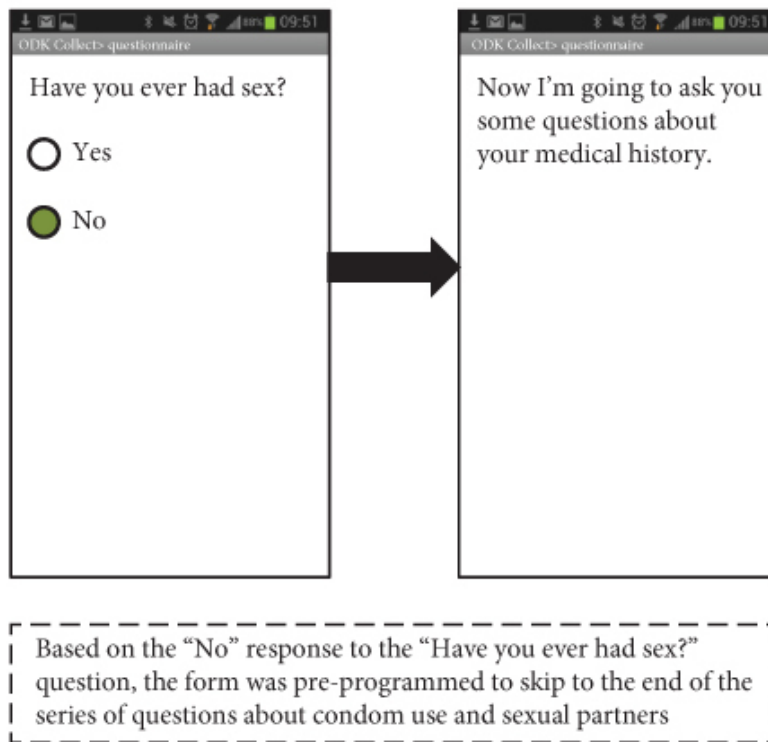 88% 09:51
ODK Collect> questionnaire
Have you ever had sex?
Yes
No
88% 09:51
ODK Collect> questionnaire
Now I'm going to ask you
some questions about
your medical history.
Based on the “No” response to the “Have you ever had sex?”
question, the form was pre-programmed to skip to the end of the
series of questions about condom use and sexual partners